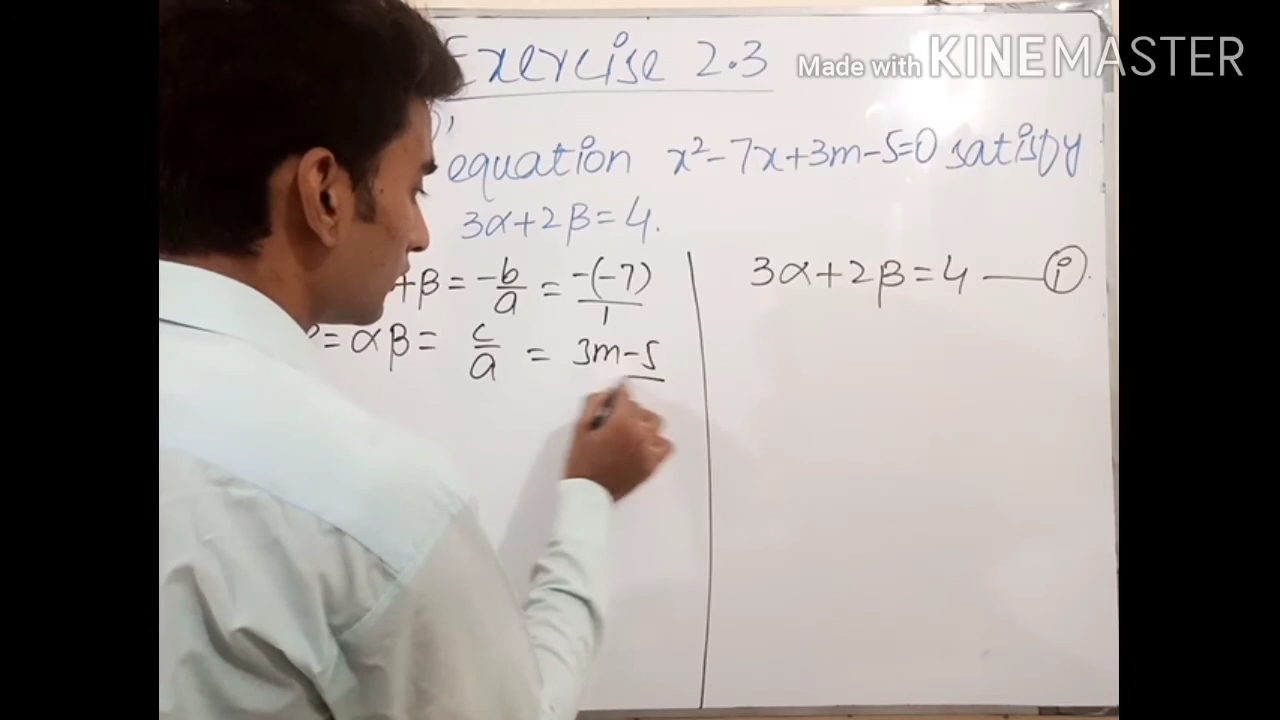 Exercise 2.3
Made with KINEMASTER
equation x² - 7x + 3m - 5 = 0 satisfy
3α + 2β = 4.
+ β = -b/a = -(-7)/1
= αβ = c/a = 3m - 5
3α + 2β = 4 — (i).